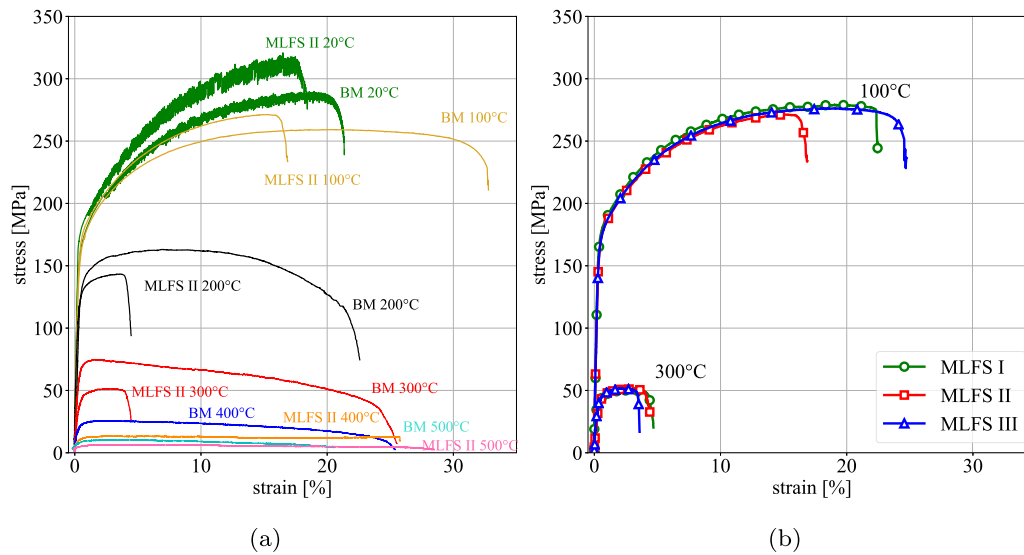 350
300
250
200
150
100
50
0
stress [MPa]
MLFS II 20°C
BM 20°C
BM 100°C
MLFS II 100°C
MLFS II 200°C
BM 200°C
BM 300°C
MLFS II 300°C
BM 400°C
MLFS II 400°C
BM 500°C
MLFS II 500°C
0 10 20 30
strain [%]
(a)
350
300
250
200
150
100
50
0
stress [MPa]
100°C
300°C
MLFS I
MLFS II
MLFS III
0 10 20 30
strain [%]
(b)